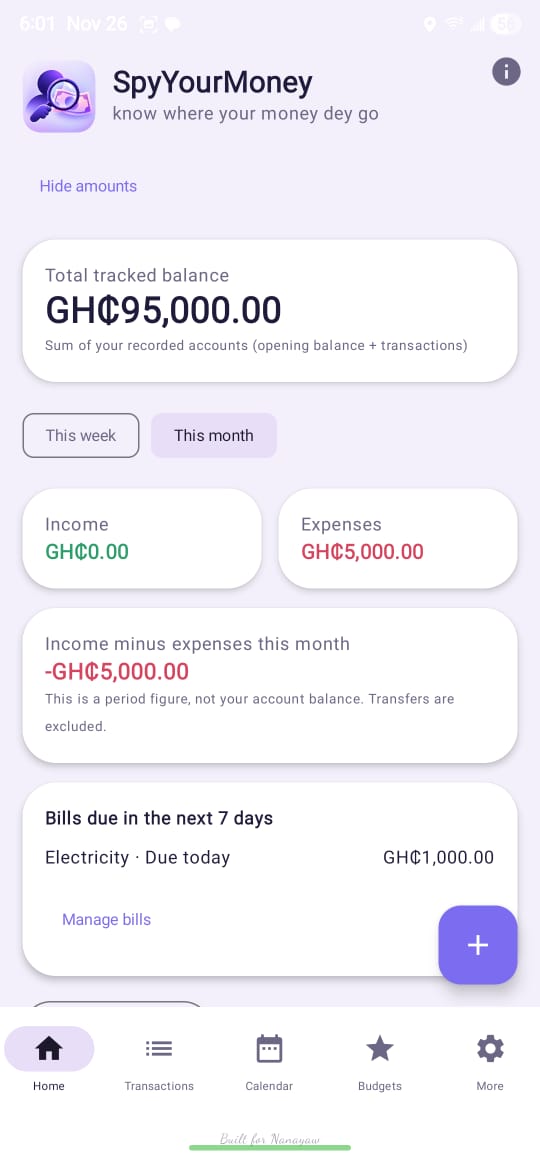 6:01 Nov 26
56
SpyYourMoney
know where your money dey go
Hide amounts
Total tracked balance
GH₵95,000.00
Sum of your recorded accounts (opening balance + transactions)
This week
This month
Income
GH₵0.00
Expenses
GH₵5,000.00
Income minus expenses this month
-GH₵5,000.00
This is a period figure, not your account balance. Transfers are
excluded.
Bills due in the next 7 days
Electricity · Due today GH₵1,000.00
Manage bills
+
Home Transactions Calendar Budgets More
Built for Nanayaw